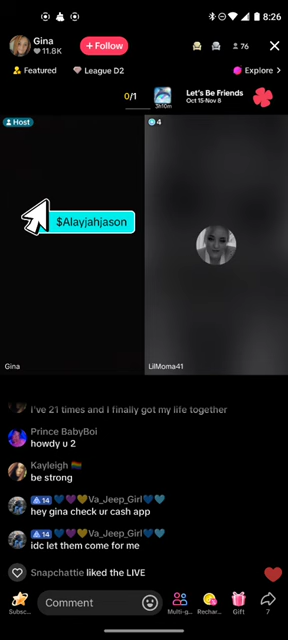 8:26
Gina
11.8K
+ Follow
76
Featured
League D2
Explore >
0/1
3h10m
Let's Be Friends
Oct 15-Nov 8
Host
4
$Alayjahjason
Gina
LilMoma41
I've 21 times and I finally got my life together
Prince BabyBoi
howdy u 2
Kayleigh 🏳️‍🌈
be strong
14 💙💜💛Va_Jeep_Girl💙🩵
hey gina check ur cash app
14 💙💜💛Va_Jeep_Girl💙🩵
idc let them come for me
Snapchattie liked the LIVE
Subsc...
Comment
Multi-g...
Rechar...
Gift
7